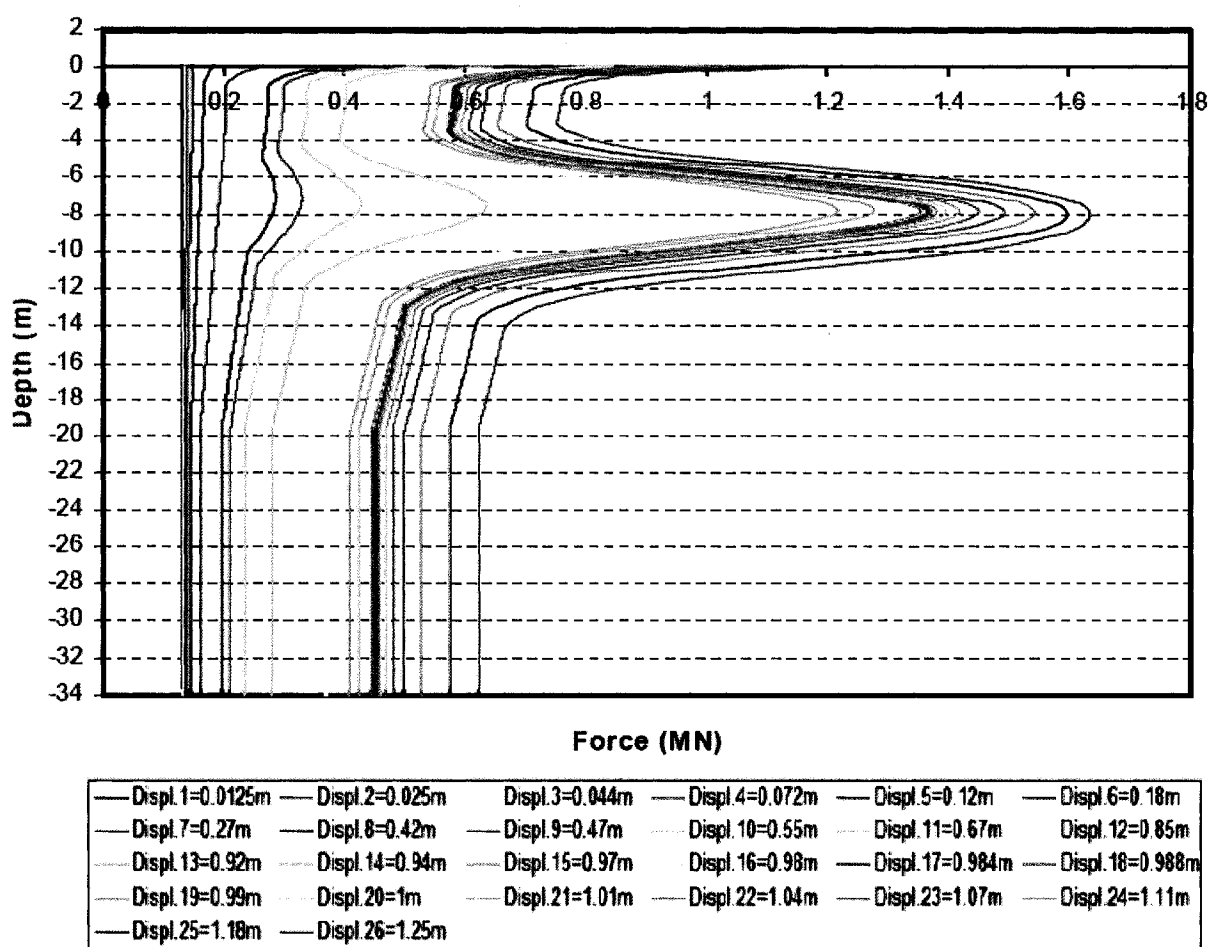 2
0
0 0.2 0.4 0.6 0.8 1 1.2 1.4 1.6 1.8
-2
-4
-6
-8
-10
-12
-14
-16
-18
-20
-22
-24
-26
-28
-30
-32
-34
Depth (m)
Force (MN)
Displ.1=0.0125m Displ.2=0.025m Displ.3=0.044m Displ.4=0.072m Displ.5=0.12m Displ.6=0.18m
Displ.7=0.27m Displ.8=0.42m Displ.9=0.47m Displ.10=0.55m Displ.11=0.67m Displ.12=0.85m
Displ.13=0.92m Displ.14=0.94m Displ.15=0.97m Displ.16=0.98m Displ.17=0.984m Displ.18=0.988m
Displ.19=0.99m Displ.20=1m Displ.21=1.01m Displ.22=1.04m Displ.23=1.07m Displ.24=1.11m
Displ.25=1.18m Displ.26=1.25m